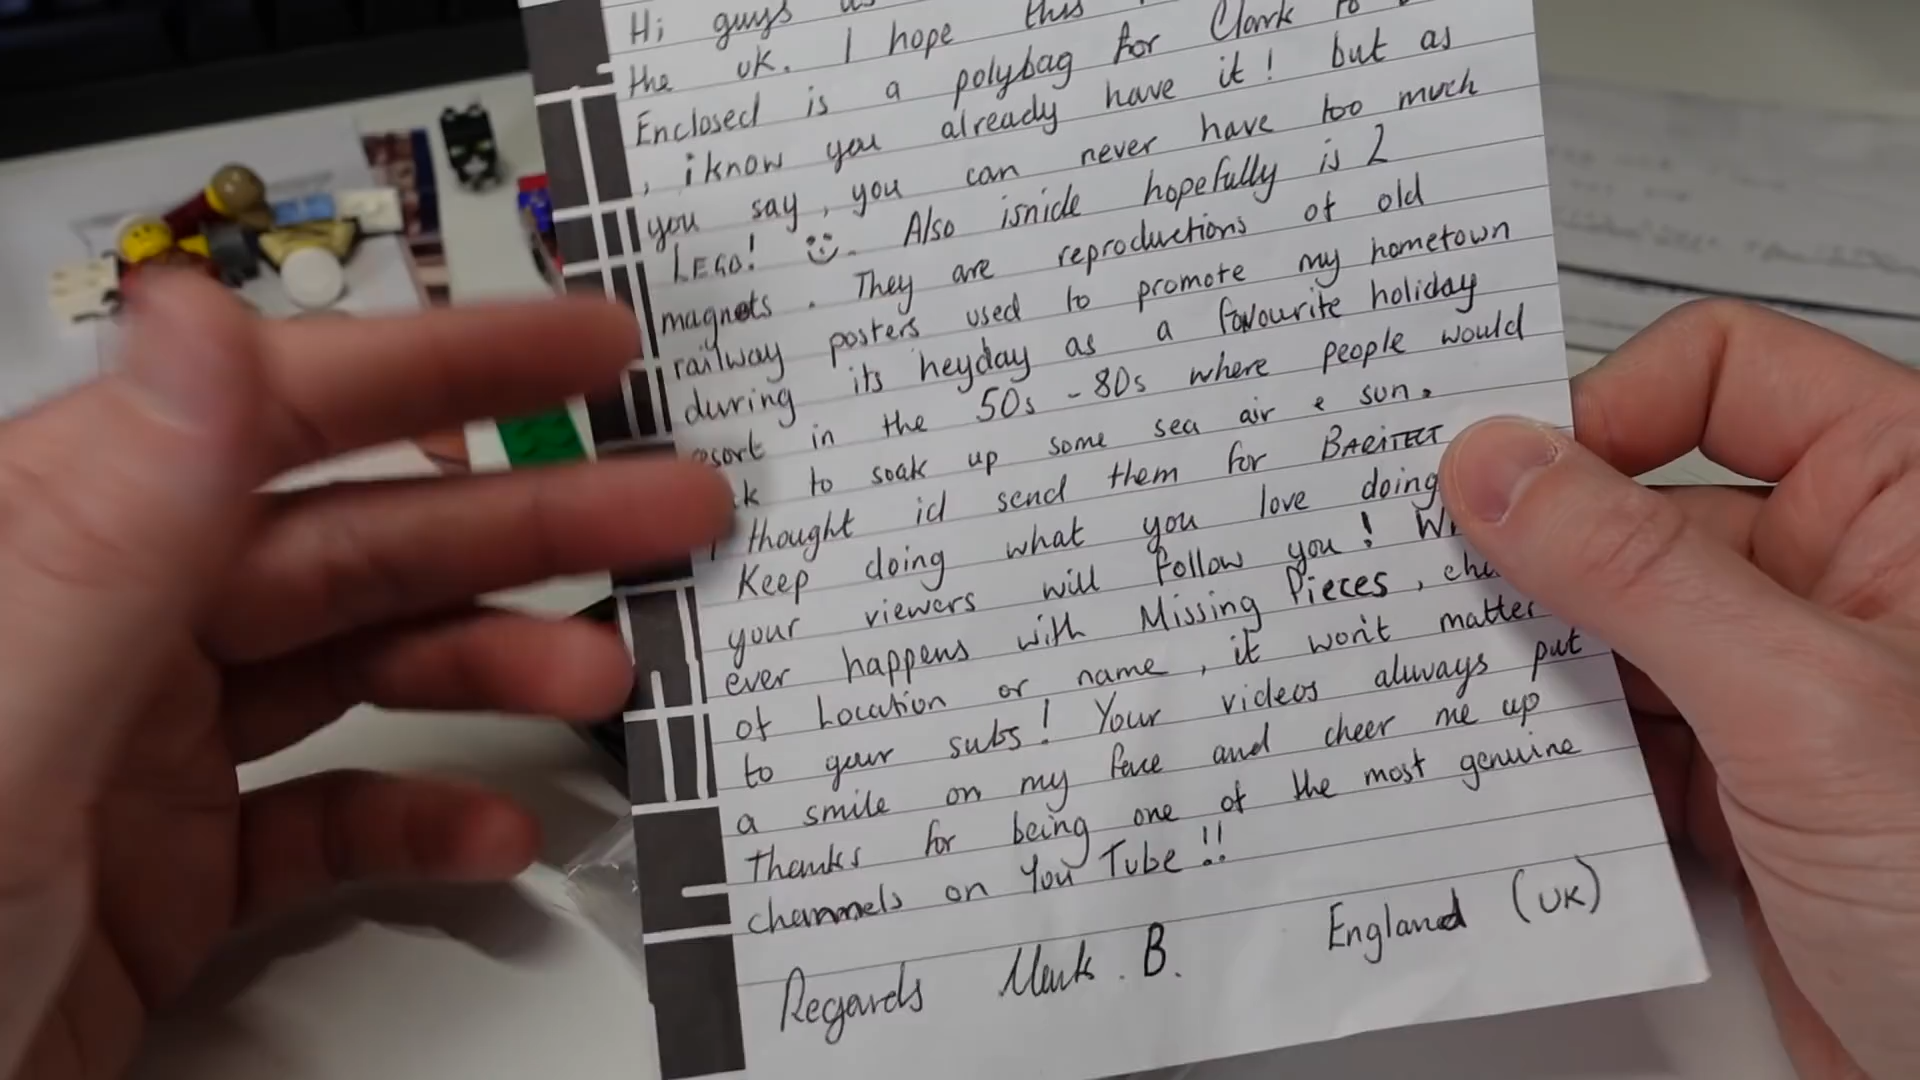 Hi guys
the UK. I hope this
Enclosed is a polybag for Clark to
, i know you already have it! but as
you say, you can never have too much
LEGO! Also isnide hopefully is 2
magnets. They are reproductions of old
railway posters used to promote my hometown
during its heyday as a favourite holiday
esort in the 50s - 80s where people would
k to soak up some sea air & sun.
I thought id send them for BARiTECT
Keep doing what you love doing
your viewers will follow you! Wh
ever happens with Missing Pieces, cha
of Location or name, it won't matter
to your subs! Your videos always put
a smile on my face and cheer me up
Thanks for being one of the most genuine
channels on YouTube!!
Regards Mark. B. England (UK)